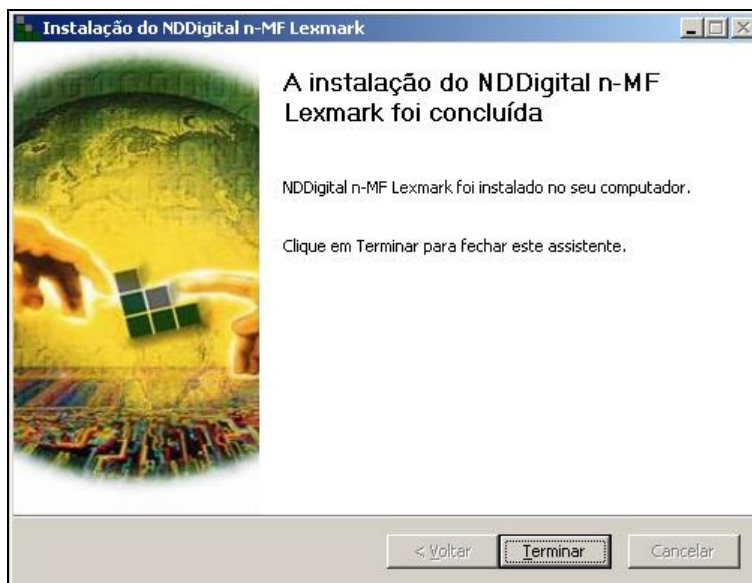 Instalação do NDDigital n-MF Lexmark
A instalação do NDDigital n-MF
Lexmark foi concluída
NDDigital n-MF Lexmark foi instalado no seu computador.
Clique em Terminar para fechar este assistente.
< Voltar Terminar Cancelar